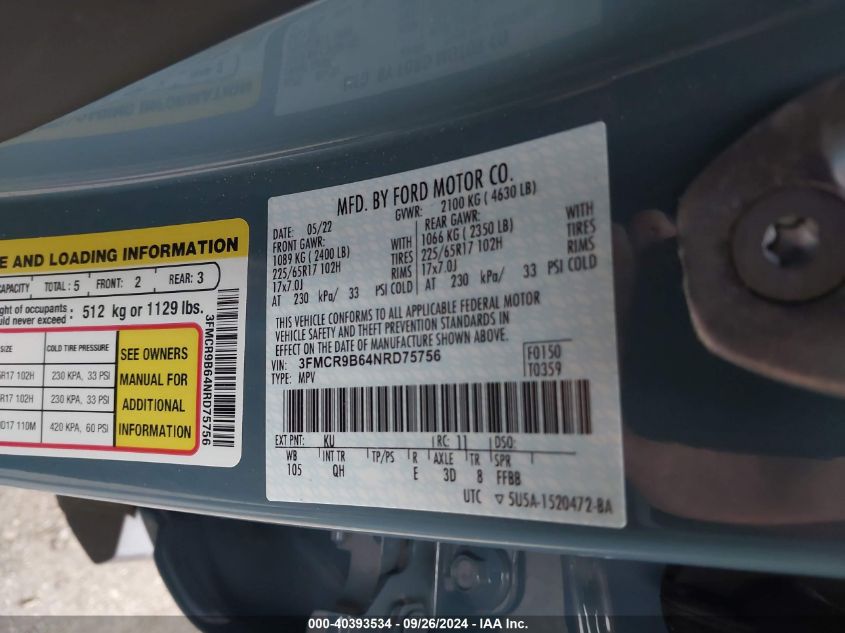 E AND LOADING INFORMATION
CAPACITY TOTAL: 5 FRONT: 2 REAR: 3
ght of occupants
ould never exceed : 512 kg or 1129 lbs.
SIZE COLD TIRE PRESSURE
R17 102H 230 KPA, 33 PSI
R17 102H 230 KPA, 33 PSI
D17 110M 420 KPA, 60 PSI
SEE OWNERS
MANUAL FOR
ADDITIONAL
INFORMATION
3FMCR9B64NRD75756
MFD. BY FORD MOTOR CO.
DATE: 05/22 GVWR: 2100 KG ( 4630 LB)
FRONT GAWR: REAR GAWR:
1089 KG ( 2400 LB) WITH 1066 KG ( 2350 LB) WITH
225/65R17 102H TIRES 225/65R17 102H TIRES
17x7.0J RIMS 17x7.0J RIMS
AT 230 kPa/ 33 PSI COLD AT 230 kPa/ 33 PSI COLD
THIS VEHICLE CONFORMS TO ALL APPLICABLE FEDERAL MOTOR
VEHICLE SAFETY AND THEFT PREVENTION STANDARDS IN
EFFECT ON THE DATE OF MANUFACTURE SHOWN ABOVE.
VIN: 3FMCR9B64NRD75756 F0150
TYPE: MPV T0359
EXT PNT: KU RC: 11 DSO:
WB INT TR TP/PS R AXLE TR SPR
105 QH E 3D 8 FFBB
UTC ▽ 5U5A-1520472-BA
000-40393534 - 09/26/2024 - IAA Inc.